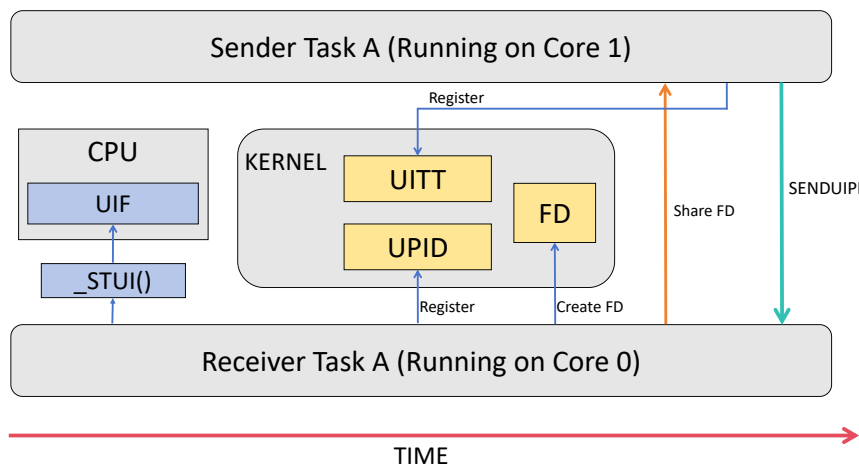 Sender Task A (Running on Core 1)
Register
CPU
KERNEL
UITT
UIF
FD
Share FD
SENDUIPI
UPID
_STUI()
Register
Create FD
Receiver Task A (Running on Core 0)
TIME